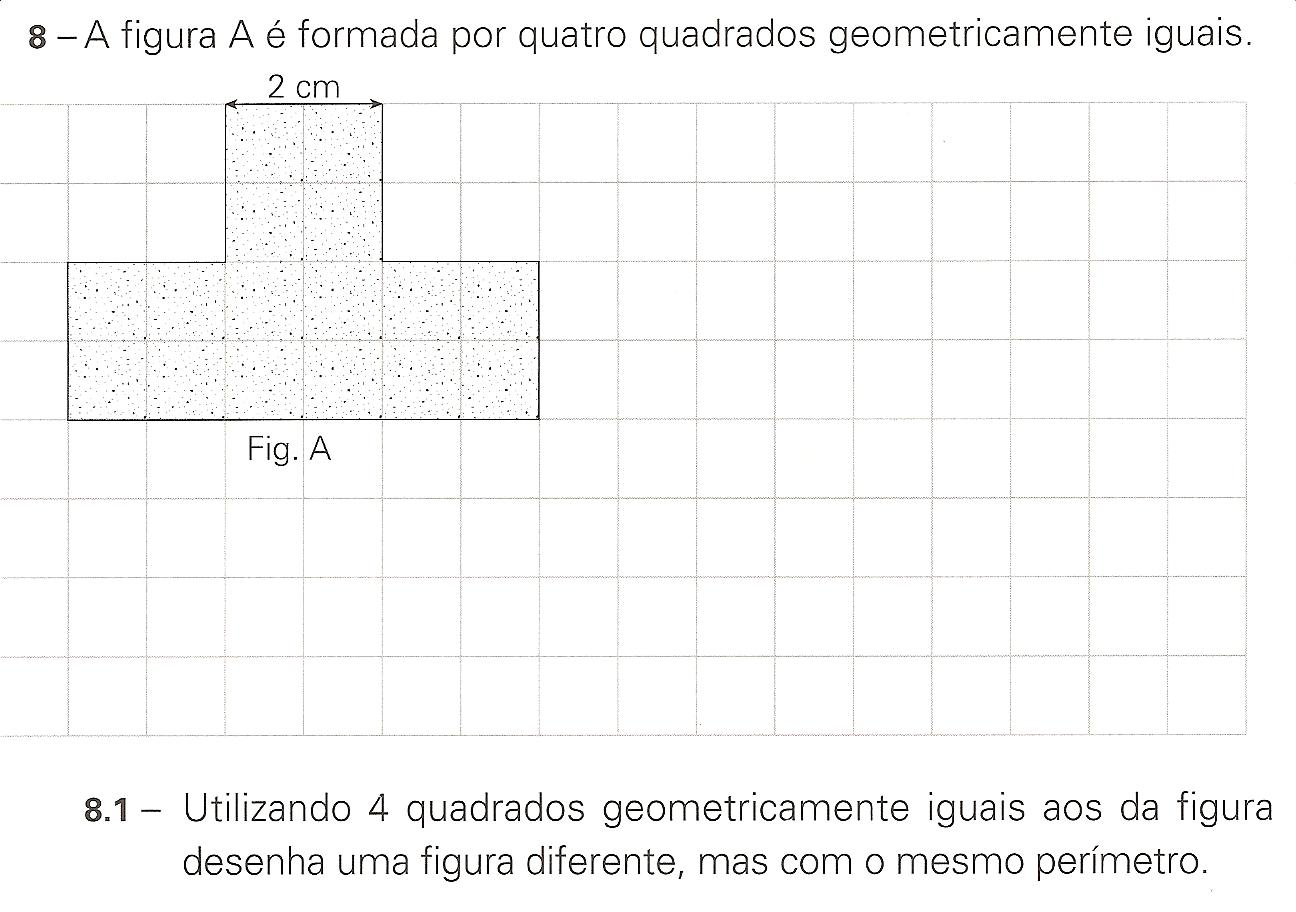 8 – A figura A é formada por quatro quadrados geometricamente iguais.
2 cm
Fig. A
8.1 – Utilizando 4 quadrados geometricamente iguais aos da figura
desenha uma figura diferente, mas com o mesmo perímetro.